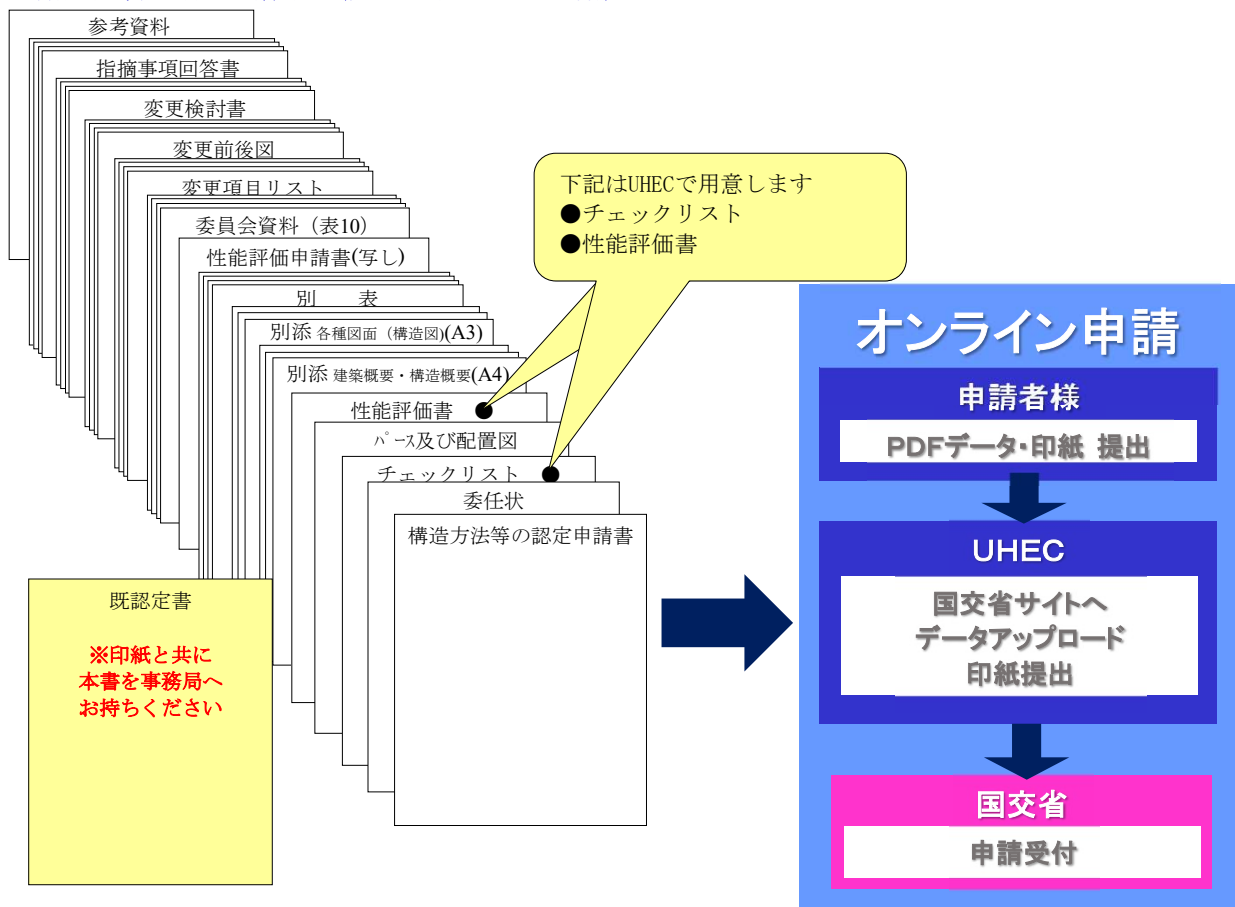 参考資料
指摘事項回答書
変更検討書
変更前後図
変更項目リスト
委員会資料（表10）
性能評価申請書(写し)
別　表
別添 各種図面（構造図)(A3)
別添 建築概要・構造概要(A4)
性能評価書 ●
ﾊﾟｰｽ及び配置図
チェックリスト ●
委任状
構造方法等の認定申請書
下記はUHECで用意します
●チェックリスト
●性能評価書
既認定書
※印紙と共に
本書を事務局へ
お持ちください
オンライン申請
申請者様
PDFデータ・印紙 提出
UHEC
国交省サイトへ
データアップロード
印紙提出
国交省
申請受付